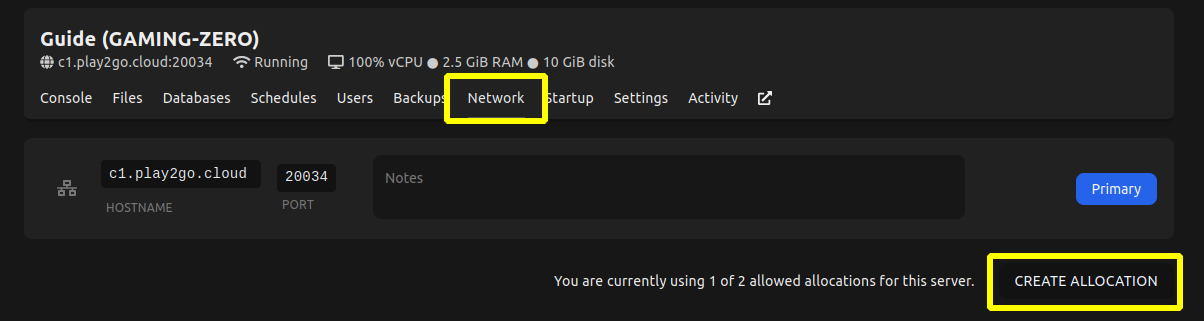 Guide (GAMING-ZERO)
c1.play2go.cloud:20034 Running 100% vCPU ● 2.5 GiB RAM ● 10 GiB disk
Console Files Databases Schedules Users Backups Network Startup Settings Activity
c1.play2go.cloud 20034 Notes Primary
HOSTNAME PORT
You are currently using 1 of 2 allowed allocations for this server. CREATE ALLOCATION